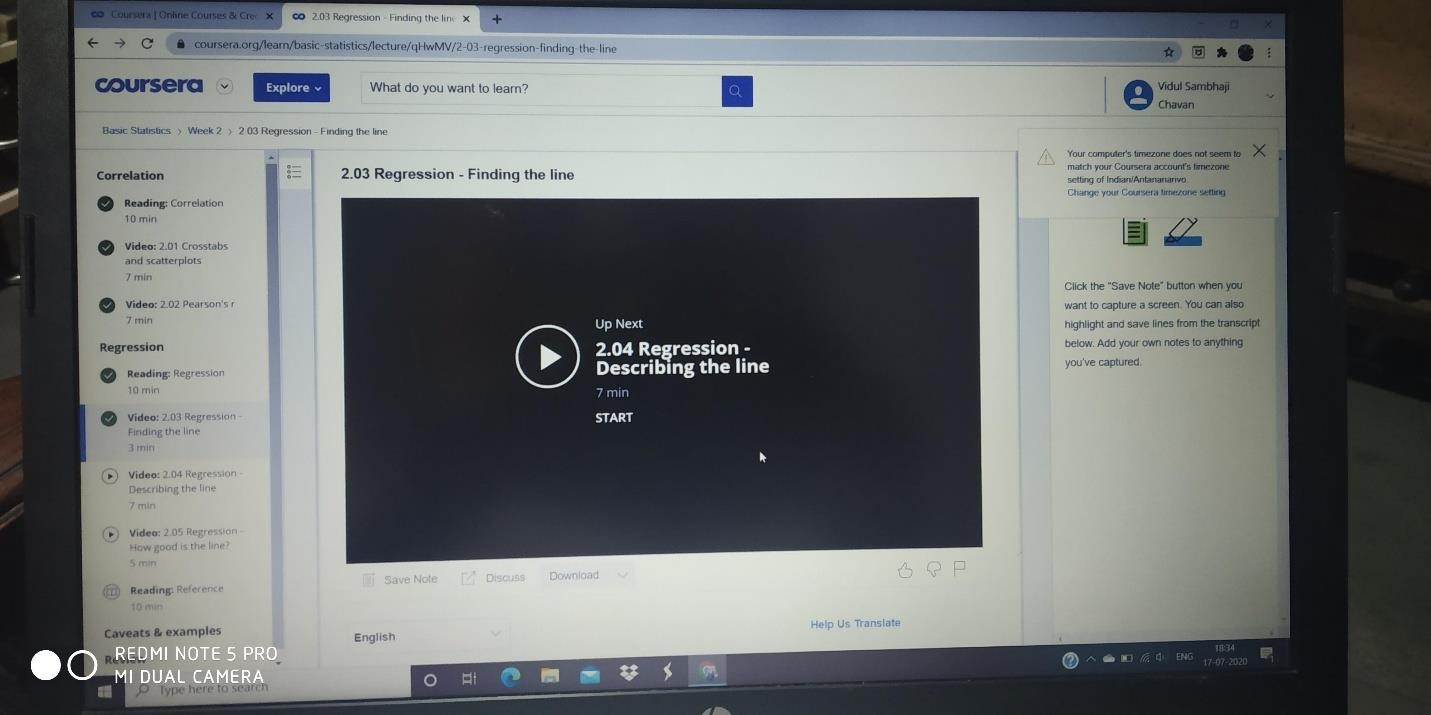 Coursera | Online Courses & Cre
2.03 Regression - Finding the line
coursera.org/learn/basic-statistics/lecture/qHwMV/2-03-regression-finding-the-line
coursera
Explore
What do you want to learn?
Vidul Sambhaji
Chavan
Basic Statistics > Week 2 > 2.03 Regression - Finding the line
Your computer's timezone does not seem to
match your Coursera account's timezone
setting of Indian/Antananarivo.
Change your Coursera timezone setting
Correlation
Reading: Correlation
10 min
Video: 2.01 Crosstabs
and scatterplots
7 min
Video: 2.02 Pearson's r
7 min
Regression
Reading: Regression
10 min
Video: 2.03 Regression -
Finding the line
3 min
Video: 2.04 Regression -
Describing the line
7 min
Video: 2.05 Regression -
How good is the line?
5 min
Reading: Reference
10 min
Caveats & examples
2.03 Regression - Finding the line
Up Next
2.04 Regression -
Describing the line
7 min
START
Save Note
Discuss
Download
English
Help Us Translate
Click the "Save Note" button when you
want to capture a screen. You can also
highlight and save lines from the transcript
below. Add your own notes to anything
you've captured.
REDMI NOTE 5 PRO
MI DUAL CAMERA
Type here to search
ENG
18:34
17-07-2020